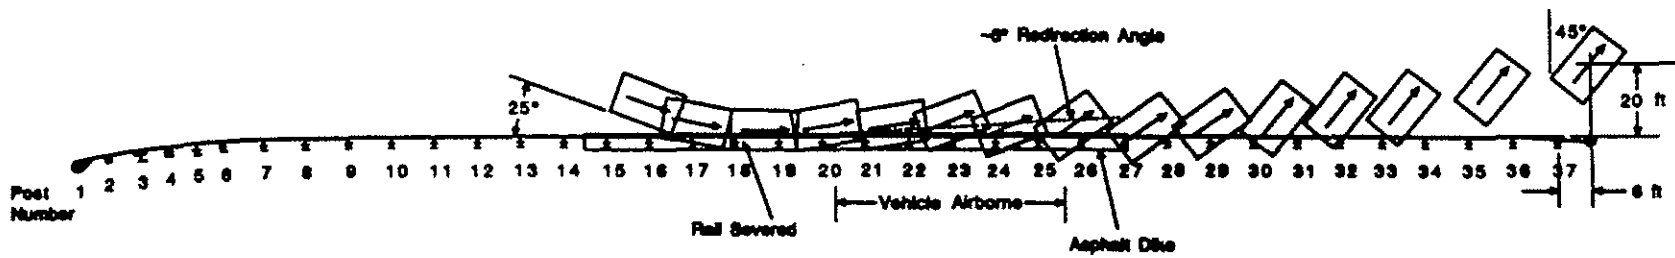 ~6° Redirection Angle
45°
25°
20 ft
Post
Number
1 2 3 4 5 6 7 8 9 10 11 12 13 14 15 16 17 18 19 20 21 22 23 24 25 26 27 28 29 30 31 32 33 34 35 36 37
6 ft
Vehicle Airborne
Rail Severed
Asphalt Dike